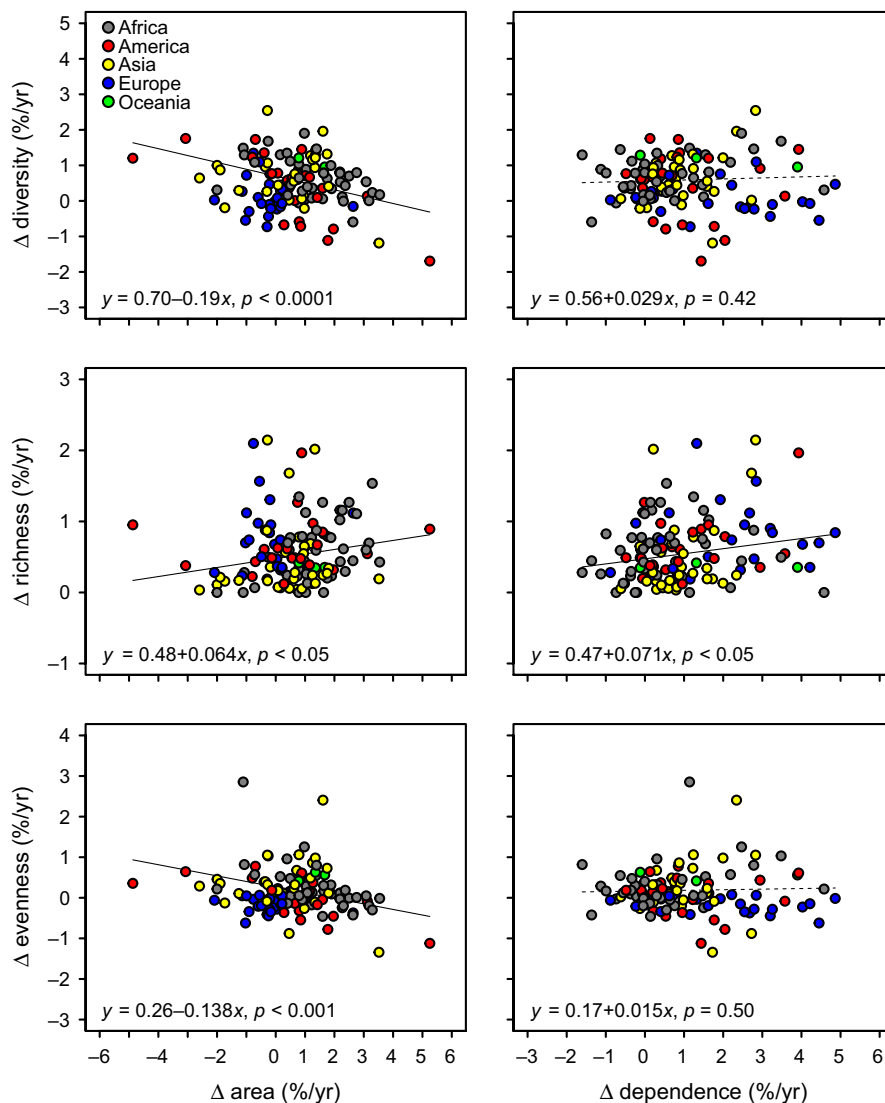 5
4
3
2
1
0
–1
–2
–3
Δ diversity (%/yr)
Africa
America
Asia
Europe
Oceania
y = 0.70–0.19x, p < 0.0001
y = 0.56+0.029x, p = 0.42
3
2
1
0
–1
Δ richness (%/yr)
y = 0.48+0.064x, p < 0.05
y = 0.47+0.071x, p < 0.05
4
3
2
1
0
–1
–2
–3
Δ evenness (%/yr)
y = 0.26–0.138x, p < 0.001
y = 0.17+0.015x, p = 0.50
–6 –4 –2 0 1 2 3 4 5 6
–3 –2 –1 0 1 2 3 4 5 6
Δ area (%/yr)
Δ dependence (%/yr)